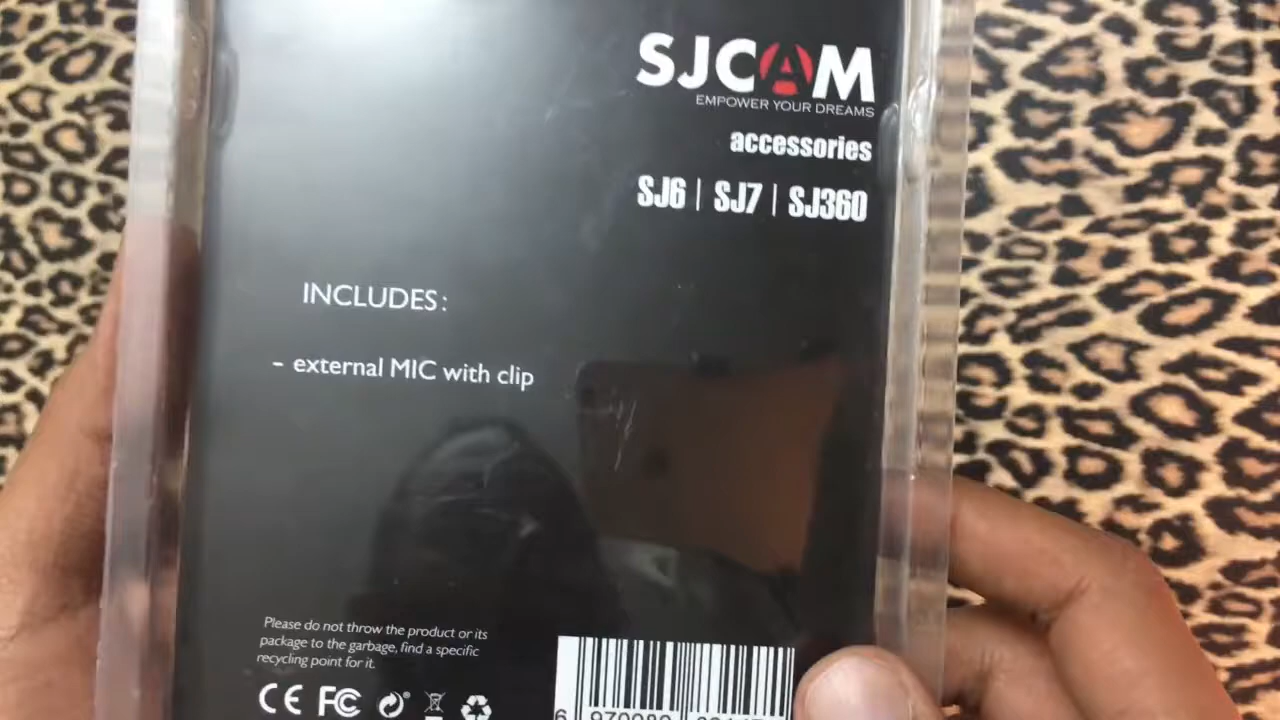 SJCAM
EMPOWER YOUR DREAMS
accessories
SJ6 | SJ7 | SJ360
INCLUDES:
- external MIC with clip
Please do not throw the product or its
package to the garbage, find a specific
recycling point for it.
CE FC